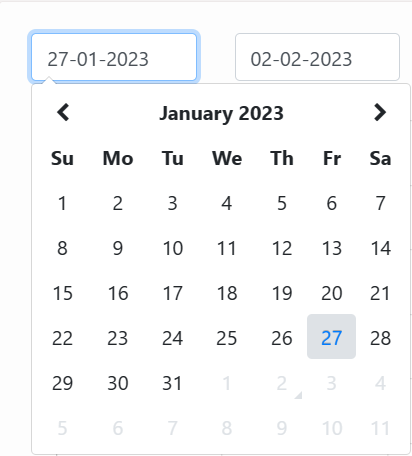 27-01-2023 02-02-2023
January 2023
Su Mo Tu We Th Fr Sa
1 2 3 4 5 6 7
8 9 10 11 12 13 14
15 16 17 18 19 20 21
22 23 24 25 26 27 28
29 30 31 1 2 3 4
5 6 7 8 9 10 11